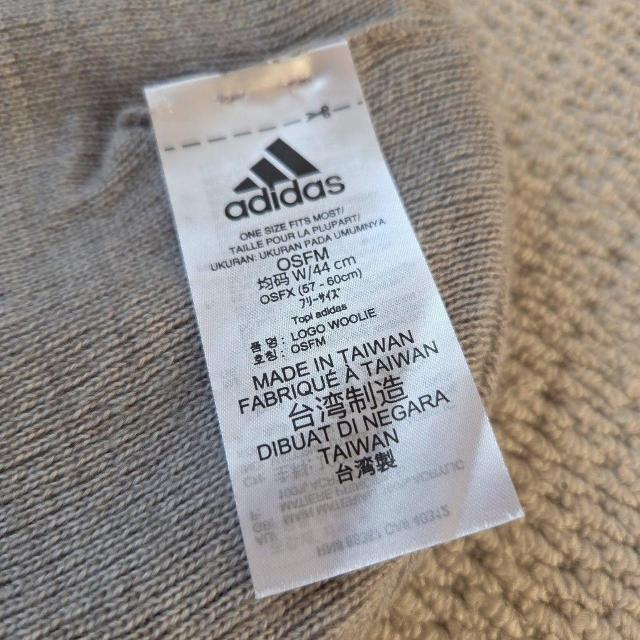 adidas
ONE SIZE FITS MOST/
TAILLE POUR LA PLUPART/
UKURAN: UKURAN PADA UMUMNYA
OSFM
均码 W/44 cm
OSFX (57 - 60cm)
フリーサイズ
Topi adidas
품명 : LOGO WOOLIE
호칭 : OSFM
MADE IN TAIWAN
FABRIQUE À TAIWAN
台湾制造
DIBUAT DI NEGARA
TAIWAN
台湾製